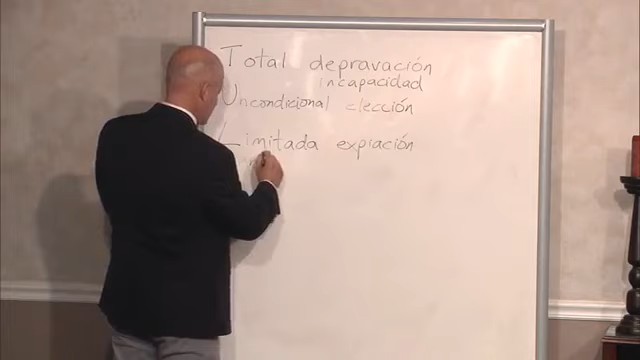 Total depravación
incapacidad
Uncondicional elección
Limitada expiación